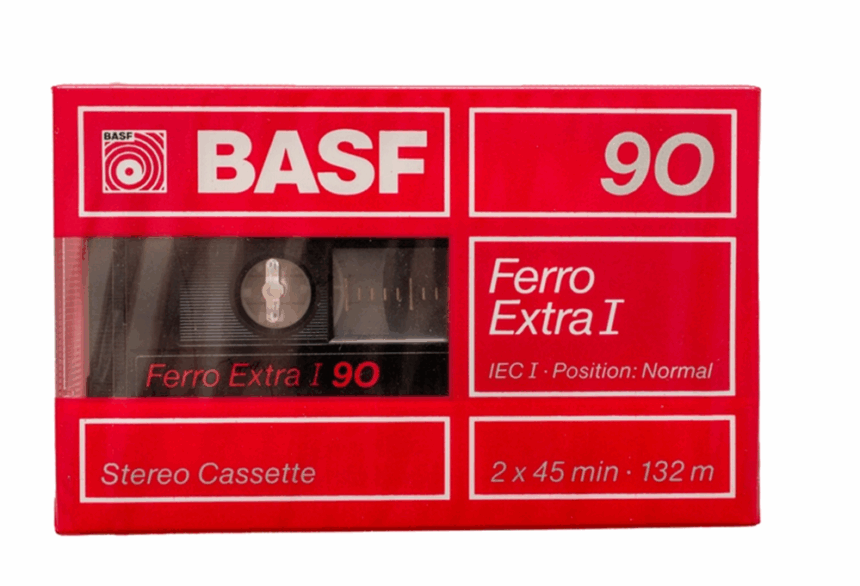 BASF
BASF
90
Ferro
Extra I
IEC I · Position: Normal
Ferro Extra I 90
Stereo Cassette
2 x 45 min · 132 m